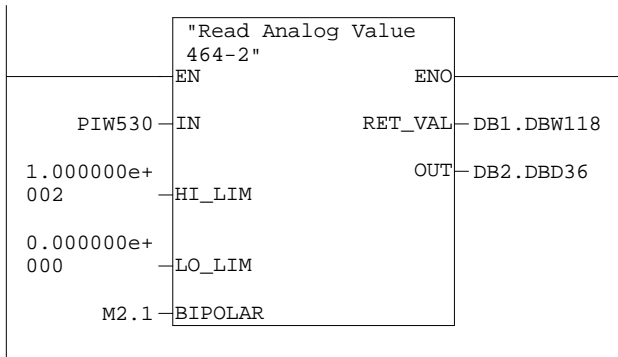 "Read Analog Value
464-2"
EN ENO
PIW530 IN RET_VAL DB1.DBW118
1.000000e+ OUT DB2.DBD36
002 HI_LIM
0.000000e+
000 LO_LIM
M2.1 BIPOLAR